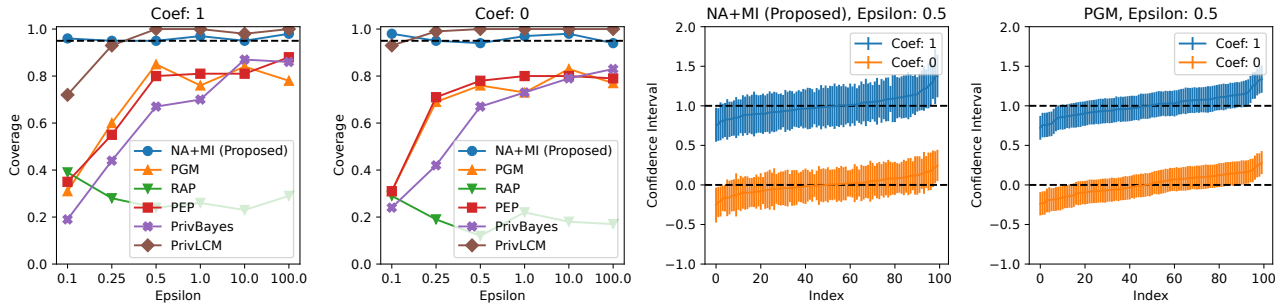 Coef: 1
Coverage
1.0
0.8
0.6
0.4
0.2
0.0
NA+MI (Proposed)
PGM
RAP
PEP
PrivBayes
PrivLCM
0.1 0.25 0.5 1.0 10.0 100.0
Epsilon
Coef: 0
Coverage
1.0
0.8
0.6
0.4
0.2
0.0
NA+MI (Proposed)
PGM
RAP
PEP
PrivBayes
PrivLCM
0.1 0.25 0.5 1.0 10.0 100.0
Epsilon
NA+MI (Proposed), Epsilon: 0.5
Confidence Interval
2.0
1.5
1.0
0.5
0.0
−0.5
−1.0
Coef: 1
Coef: 0
0 20 40 60 80 100
Index
PGM, Epsilon: 0.5
Confidence Interval
2.0
1.5
1.0
0.5
0.0
−0.5
−1.0
Coef: 1
Coef: 0
0 20 40 60 80 100
Index